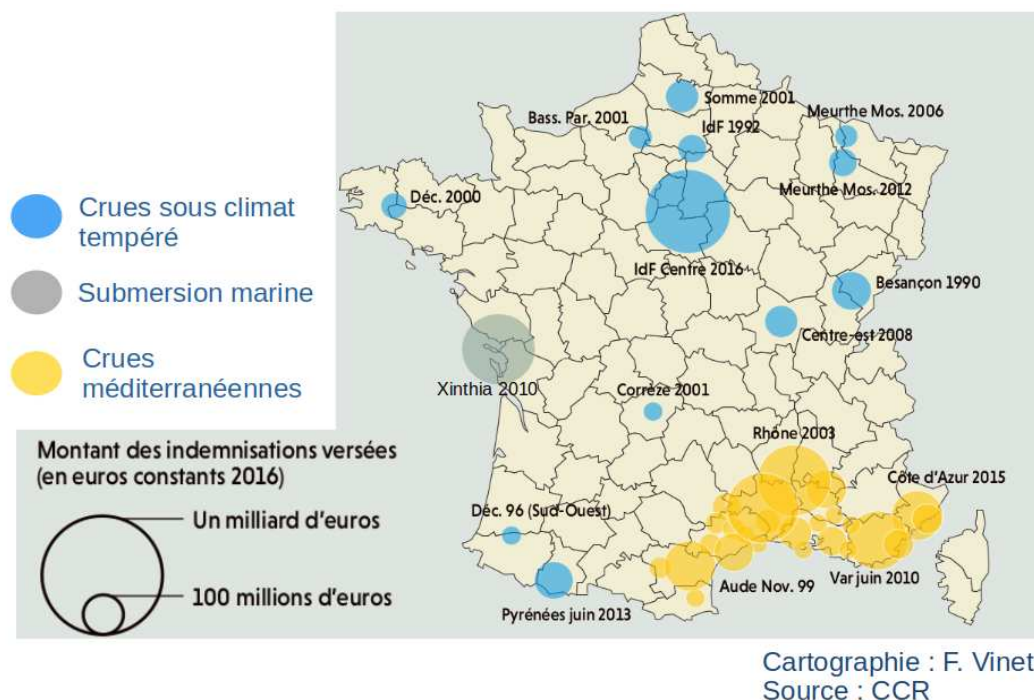 Somme 2001
Bass. Par. 2001
IdF 1992
Meurthe Mos. 2006
Meurthe Mos. 2012
Déc. 2000
IdF Centre 2016
Besançon 1990
Centre-est 2008
Xinthia 2010
Corrèze 2001
Rhône 2003
Côte d'Azur 2015
Déc. 96 (Sud-Ouest)
Aude Nov. 99
Var juin 2010
Pyrénées juin 2013
Crues sous climat
tempéré
Submersion marine
Crues
méditerranéennes
Montant des indemnisations versées
(en euros constants 2016)
Un milliard d'euros
100 millions d'euros
Cartographie : F. Vinet
Source : CCR